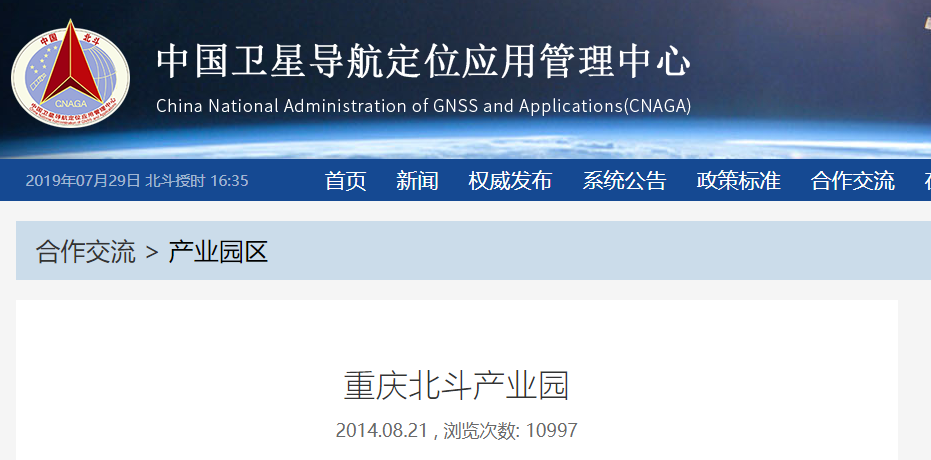 中国 北斗
CNAGA
中国卫星导航定位应用管理中心
中国卫星导航定位应用管理中心
China National Administration of GNSS and Applications(CNAGA)
2019年07月29日 北斗授时 16:35
首页 新闻 权威发布 系统公告 政策标准 合作交流
合作交流 > 产业园区
重庆北斗产业园
2014.08.21 , 浏览次数: 10997